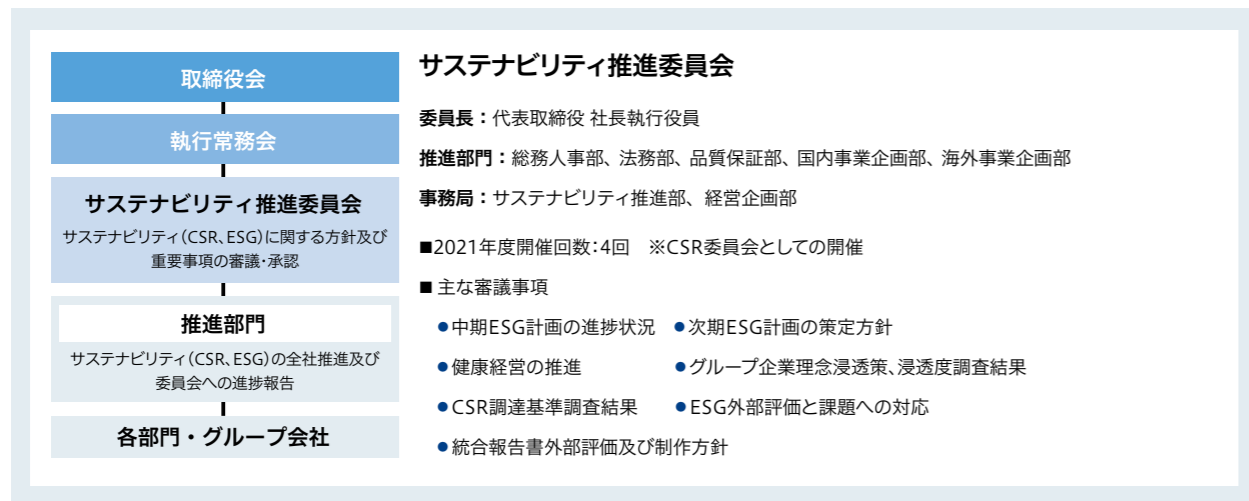 取締役会
執行常務会
サステナビリティ推進委員会
サステナビリティ(CSR、ESG)に関する方針及び
重要事項の審議・承認
推進部門
サステナビリティ(CSR、ESG)の全社推進及び
委員会への進捗報告
各部門・グループ会社
サステナビリティ推進委員会
委員長：代表取締役 社長執行役員
推進部門：総務人事部、法務部、品質保証部、国内事業企画部、海外事業企画部
事務局：サステナビリティ推進部、経営企画部
■2021年度開催回数：4回　※CSR委員会としての開催
■ 主な審議事項
●中期ESG計画の進捗状況 ●次期ESG計画の策定方針
●健康経営の推進 ●グループ企業理念浸透策、浸透度調査結果
●CSR調達基準調査結果 ●ESG外部評価と課題への対応
●統合報告書外部評価及び制作方針